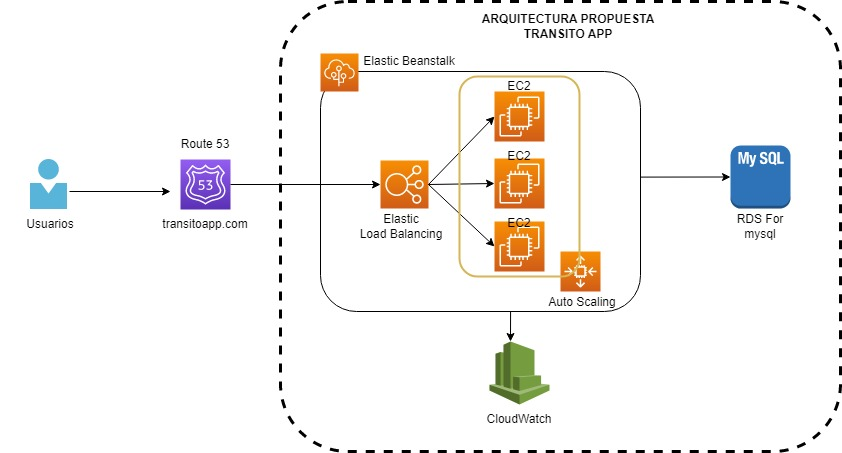 ARQUITECTURA PROPUESTA
TRANSITO APP
Elastic Beanstalk
EC2
Route 53
53
EC2
My SQL
Usuarios
transitoapp.com
Elastic
Load Balancing
EC2
RDS For
mysql
Auto Scaling
CloudWatch